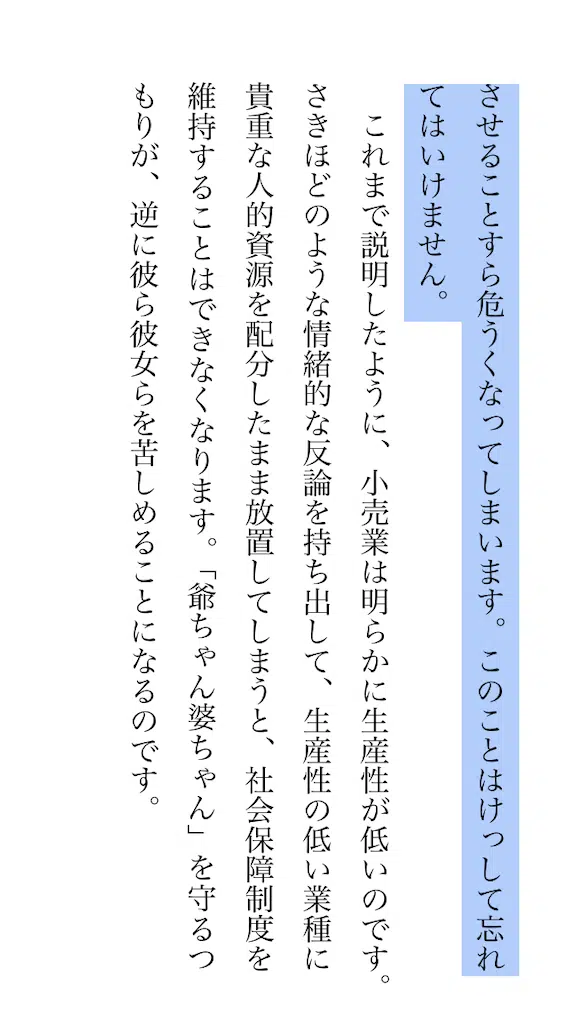 させることすら危うくなってしまいます。このことはけっして忘れ
てはいけません。
これまで説明したように、小売業は明らかに生産性が低いのです。
さきほどのような情緒的な反論を持ち出して、生産性の低い業種に
貴重な人的資源を配分したまま放置してしまうと、社会保障制度を
維持することはできなくなります。「爺ちゃん婆ちゃん」を守るつ
もりが、逆に彼ら彼女らを苦しめることになるのです。